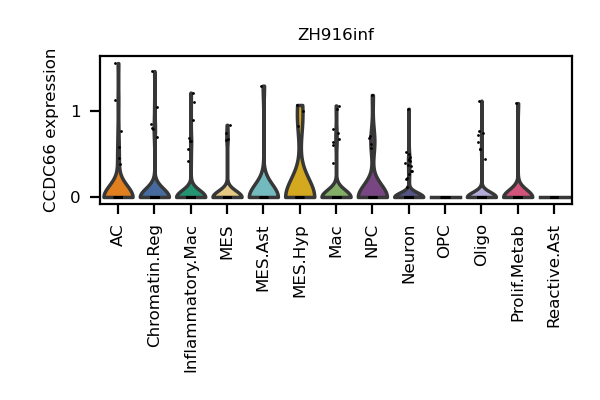 ZH916inf
CCDC66 expression
1
0
AC
Chromatin.Reg
Inflammatory.Mac
MES
MES.Ast
MES.Hyp
Mac
NPC
Neuron
OPC
Oligo
Prolif.Metab
Reactive.Ast